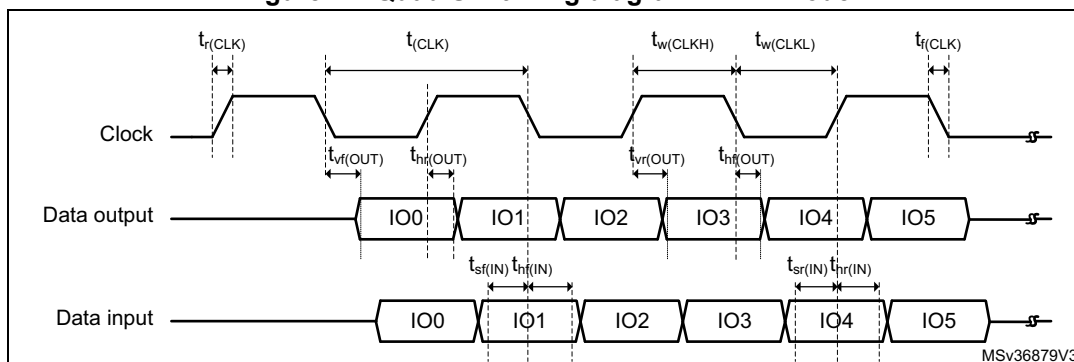 tr(CLK) t(CLK) tw(CLKH) tw(CLKL) tf(CLK)
Clock
tvf(OUT) thr(OUT) tvr(OUT) thf(OUT)
Data output IO0 IO1 IO2 IO3 IO4 IO5
tsf(IN) thf(IN) tsr(IN) thr(IN)
Data input IO0 IO1 IO2 IO3 IO4 IO5
MSv36879V3